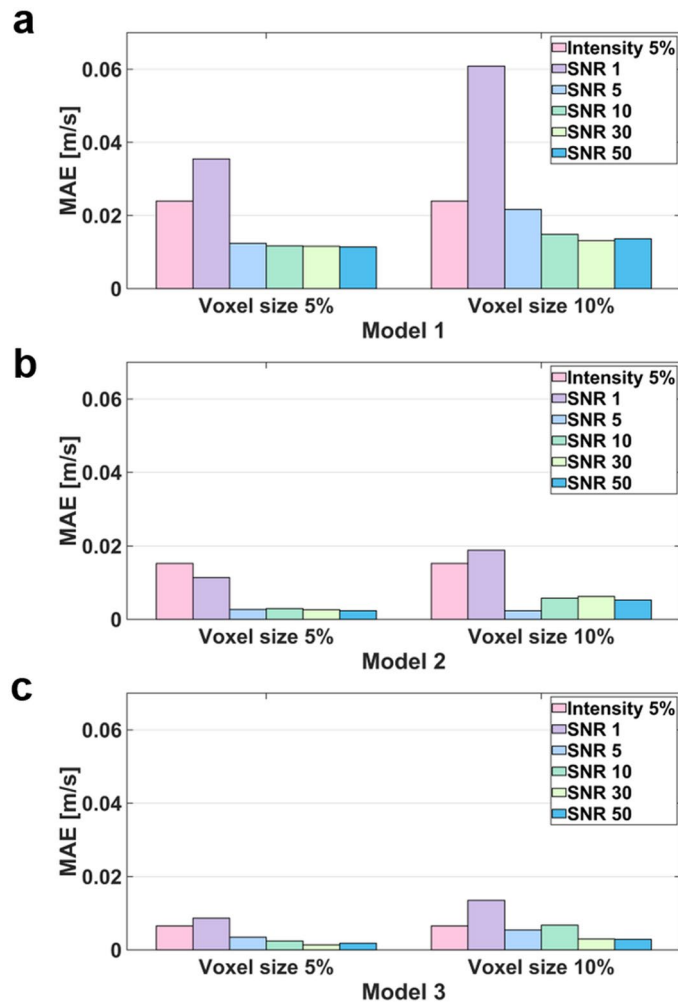 a
MAE [m/s]
0.06
0.04
0.02
0
Intensity 5%
SNR 1
SNR 5
SNR 10
SNR 30
SNR 50
Voxel size 5%
Voxel size 10%
Model 1
b
MAE [m/s]
0.06
0.04
0.02
0
Intensity 5%
SNR 1
SNR 5
SNR 10
SNR 30
SNR 50
Voxel size 5%
Voxel size 10%
Model 2
c
MAE [m/s]
0.06
0.04
0.02
0
Intensity 5%
SNR 1
SNR 5
SNR 10
SNR 30
SNR 50
Voxel size 5%
Voxel size 10%
Model 3